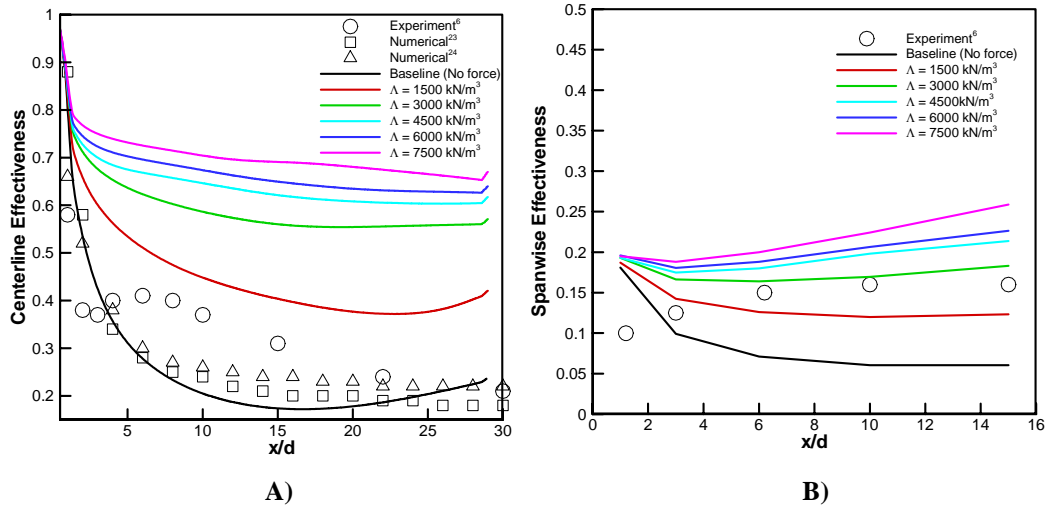 Centerline Effectiveness
1
0.9
0.8
0.7
0.6
0.5
0.4
0.3
0.2
5
10
15
20
25
30
x/d
Experiment6
Numerical23
Numerical24
Baseline (No force)
Λ = 1500 kN/m3
Λ = 3000 kN/m3
Λ = 4500 kN/m3
Λ = 6000 kN/m3
Λ = 7500 kN/m3
A)
Spanwise Effectiveness
0.5
0.45
0.4
0.35
0.3
0.25
0.2
0.15
0.1
0.05
0
0
2
4
6
8
10
12
14
16
x/d
Experiment6
Baseline (No force)
Λ = 1500 kN/m3
Λ = 3000 kN/m3
Λ = 4500kN/m3
Λ = 6000 kN/m3
Λ = 7500 kN/m3
B)